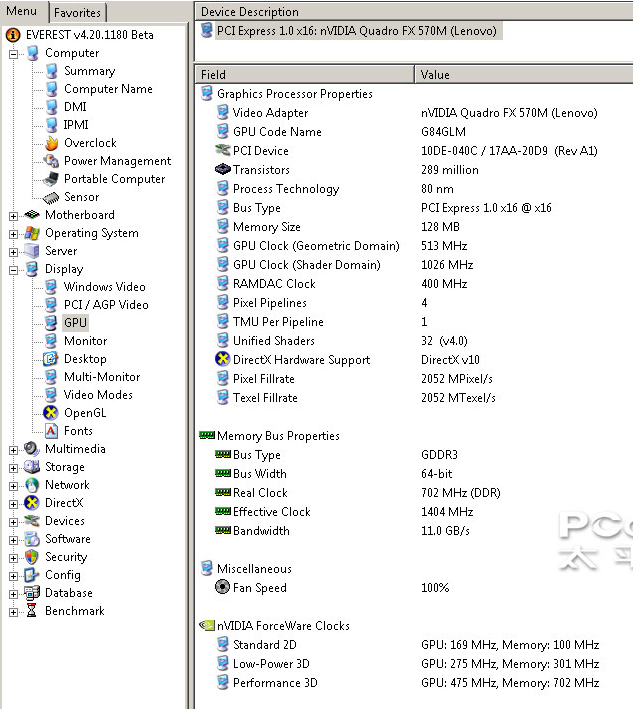 Menu
Favorites
EVEREST v4.20.1180 Beta
Computer
Summary
Computer Name
DMI
IPMI
Overclock
Power Management
Portable Computer
Sensor
Motherboard
Operating System
Server
Display
Windows Video
PCI / AGP Video
GPU
Monitor
Desktop
Multi-Monitor
Video Modes
OpenGL
Fonts
Multimedia
Storage
Network
DirectX
Devices
Software
Security
Config
Database
Benchmark
Device Description
PCI Express 1.0 x16: nVIDIA Quadro FX 570M (Lenovo)
Field Value
Graphics Processor Properties
Video Adapter nVIDIA Quadro FX 570M (Lenovo)
GPU Code Name G84GLM
PCI Device 10DE-040C / 17AA-20D9 (Rev A1)
Transistors 289 million
Process Technology 80 nm
Bus Type PCI Express 1.0 x16 @ x16
Memory Size 128 MB
GPU Clock (Geometric Domain) 513 MHz
GPU Clock (Shader Domain) 1026 MHz
RAMDAC Clock 400 MHz
Pixel Pipelines 4
TMU Per Pipeline 1
Unified Shaders 32 (v4.0)
DirectX Hardware Support DirectX v10
Pixel Fillrate 2052 MPixel/s
Texel Fillrate 2052 MTexel/s
Memory Bus Properties
Bus Type GDDR3
Bus Width 64-bit
Real Clock 702 MHz (DDR)
Effective Clock 1404 MHz
Bandwidth 11.0 GB/s
Miscellaneous
Fan Speed 100%
nVIDIA ForceWare Clocks
Standard 2D GPU: 169 MHz, Memory: 100 MHz
Low-Power 3D GPU: 275 MHz, Memory: 301 MHz
Performance 3D GPU: 475 MHz, Memory: 702 MHz
太